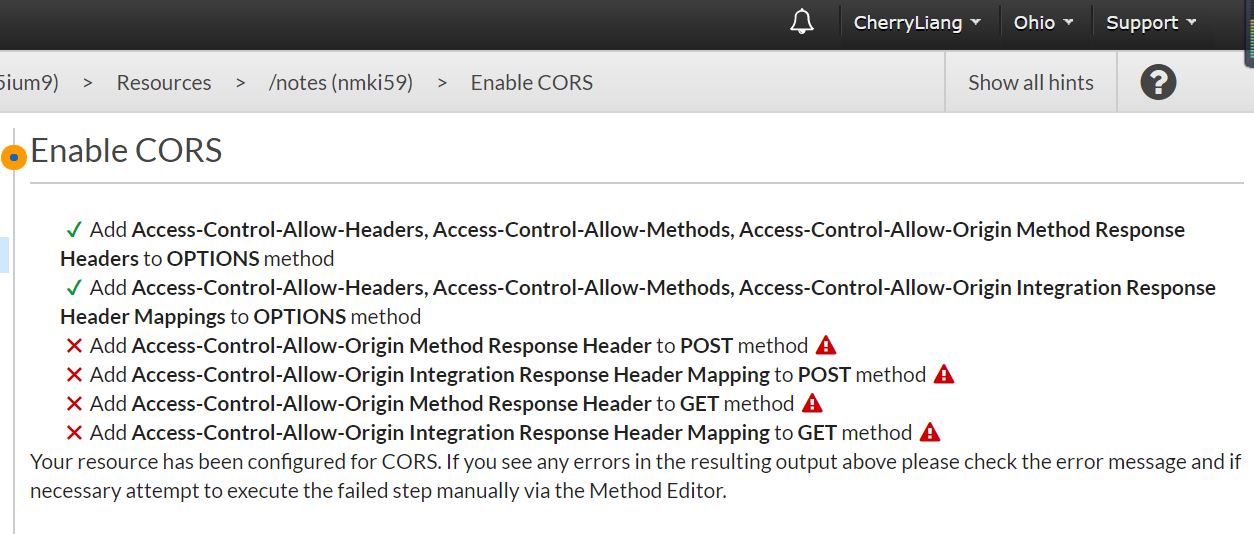 CherryLiang Ohio Support
5ium9) > Resources > /notes (nmki59) > Enable CORS Show all hints ?
Enable CORS
✓ Add Access-Control-Allow-Headers, Access-Control-Allow-Methods, Access-Control-Allow-Origin Method Response
Headers to OPTIONS method
✓ Add Access-Control-Allow-Headers, Access-Control-Allow-Methods, Access-Control-Allow-Origin Integration Response
Header Mappings to OPTIONS method
✕ Add Access-Control-Allow-Origin Method Response Header to POST method
✕ Add Access-Control-Allow-Origin Integration Response Header Mapping to POST method
✕ Add Access-Control-Allow-Origin Method Response Header to GET method
✕ Add Access-Control-Allow-Origin Integration Response Header Mapping to GET method
Your resource has been configured for CORS. If you see any errors in the resulting output above please check the error message and if
necessary attempt to execute the failed step manually via the Method Editor.